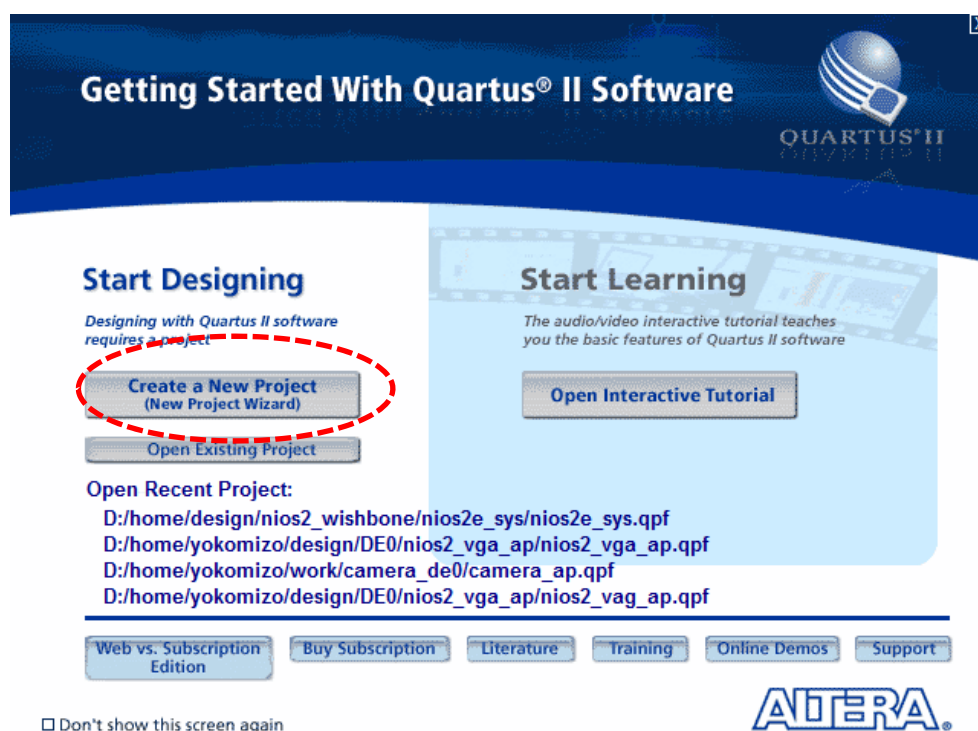 Getting Started With Quartus® II Software
QUARTUS® II
Start Designing
Designing with Quartus II software
requires a project
Create a New Project
(New Project Wizard)
Open Existing Project
Start Learning
The audio/video interactive tutorial teaches
you the basic features of Quartus II software
Open Interactive Tutorial
Open Recent Project:
D:/home/design/nios2_wishbone/nios2e_sys/nios2e_sys.qpf
D:/home/yokomizo/design/DE0/nios2_vga_ap/nios2_vga_ap.qpf
D:/home/yokomizo/work/camera_de0/camera_ap.qpf
D:/home/yokomizo/design/DE0/nios2_vga_ap/nios2_vag_ap.qpf
Web vs. Subscription
Edition
Buy Subscription
Literature
Training
Online Demos
Support
Don't show this screen again
ALTERA®